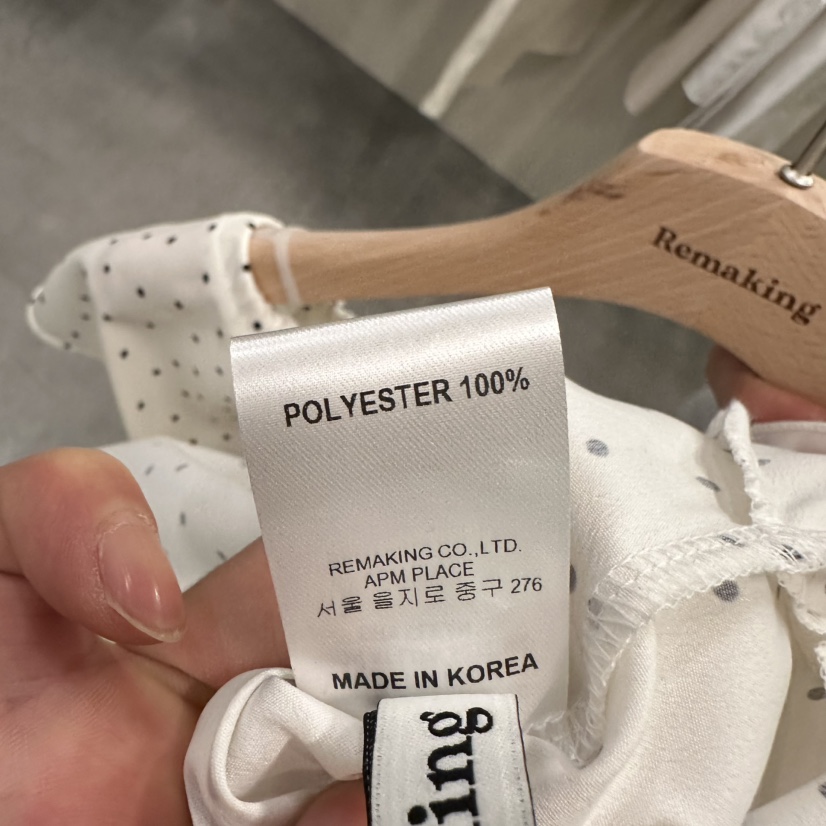 Remaking
POLYESTER 100%
REMAKING CO.,LTD.
APM PLACE
서울 을지로 중구 276
MADE IN KOREA
ing